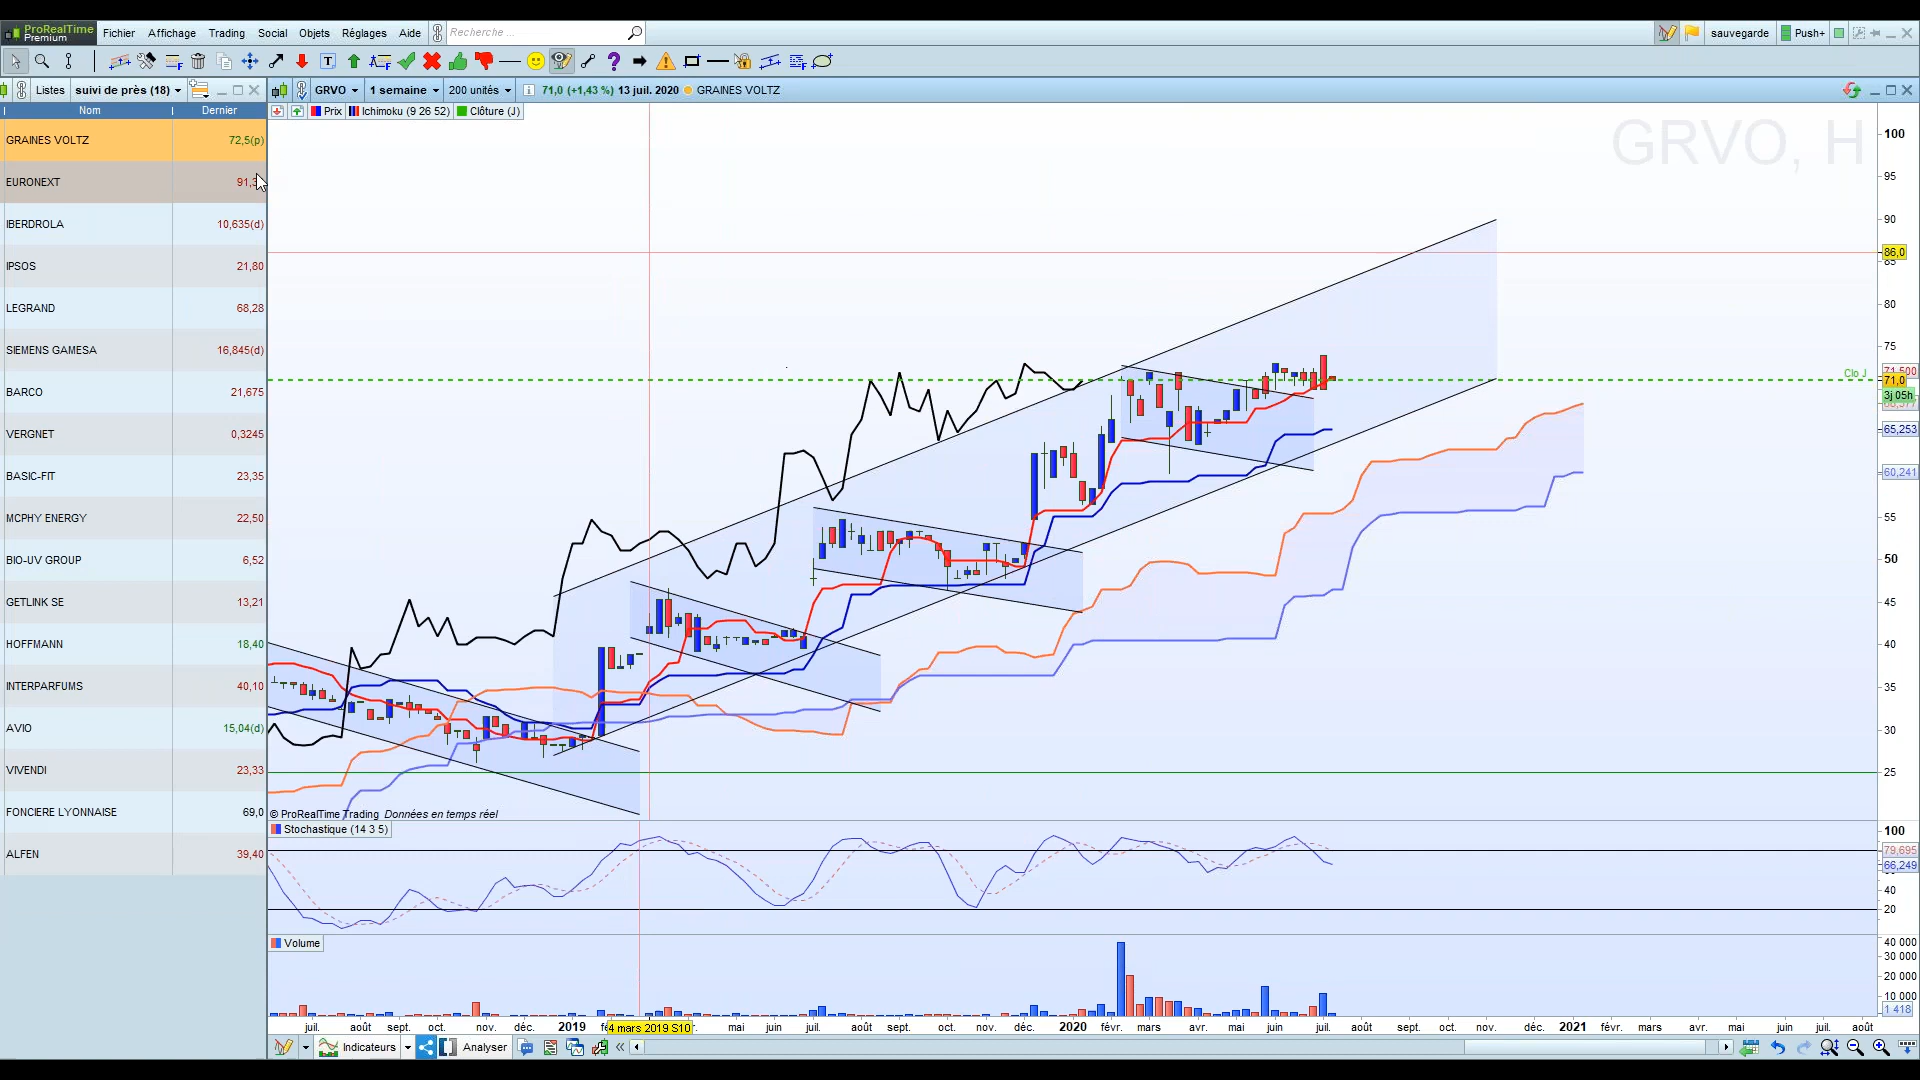 ProRealTime
Premium
Fichier Affichage Trading Social Objets Réglages Aide Recherche ... sauvegarde Push+
Listes suivi de près (18) GRVO 1 semaine 200 unités 71,0 (+1,43 %) 13 juil. 2020 GRAINES VOLTZ
Nom Dernier
Prix Ichimoku (9 26 52) Clôture (J)
GRVO, H
GRAINES VOLTZ 72,5(p)
EURONEXT
IBERDROLA 10,635(d)
IPSOS 21,80
LEGRAND 68,28
SIEMENS GAMESA 16,845(d)
BARCO 21,675
VERGNET 0,3245
BASIC-FIT 23,35
MCPHY ENERGY 22,50
BIO-UV GROUP 6,52
GETLINK SE 13,21
HOFFMANN 18,40
INTERPARFUMS 40,10
AVIO 15,04(d)
VIVENDI 23,33
FONCIERE LYONNAISE 69,0
ALFEN 39,40
100
95
90
86,0
85
80
75
Clo J
71,0
3j 05h
65,253
60,241
55
50
45
40
35
30
25
© ProRealTime Trading Données en temps réel
Stochastique (14 3 5)
100
79,695
66,249
40
20
Volume
40 000
30 000
20 000
10 000
1 418
juil. août sept. oct. nov. déc. 2019 4 mars 2019 S10 mai juin juil. août sept. oct. nov. déc. 2020 févr. mars avr. mai juin juil. août sept. oct. nov. déc. 2021 févr. mars avr. mai juin juil. août
Indicateurs Analyser